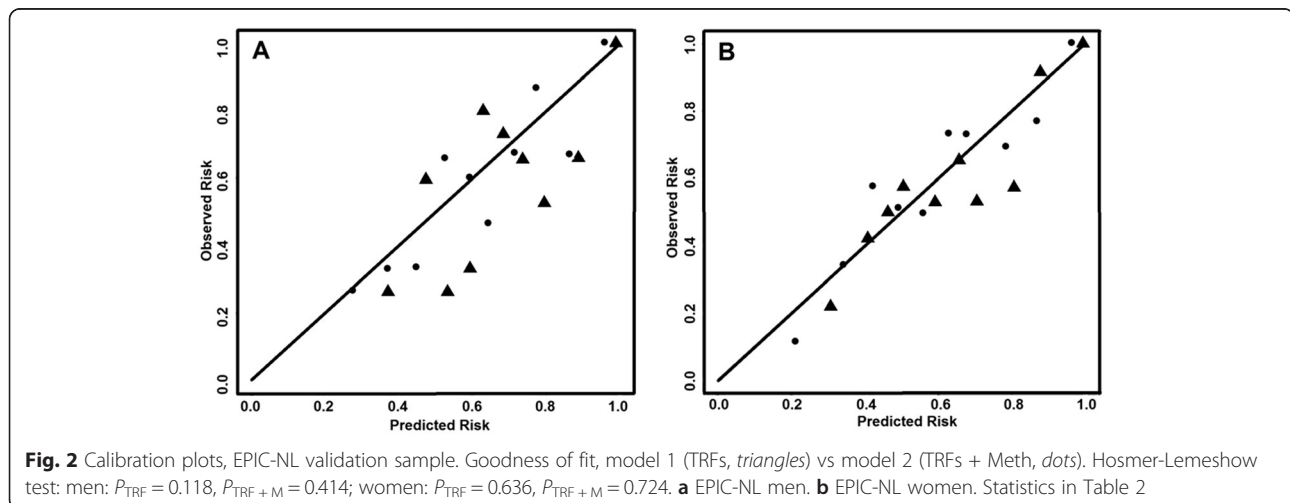 A
Observed Risk
1.0
0.8
0.6
0.4
0.2
0.0
0.0 0.2 0.4 0.6 0.8 1.0
Predicted Risk
B
Observed Risk
1.0
0.8
0.6
0.4
0.2
0.0
0.0 0.2 0.4 0.6 0.8 1.0
Predicted Risk
Fig. 2 Calibration plots, EPIC-NL validation sample. Goodness of fit, model 1 (TRFs, triangles) vs model 2 (TRFs + Meth, dots). Hosmer-Lemeshow
test: men: P_TRF = 0.118, P_TRF + M = 0.414; women: P_TRF = 0.636, P_TRF + M = 0.724. a EPIC-NL men. b EPIC-NL women. Statistics in Table 2